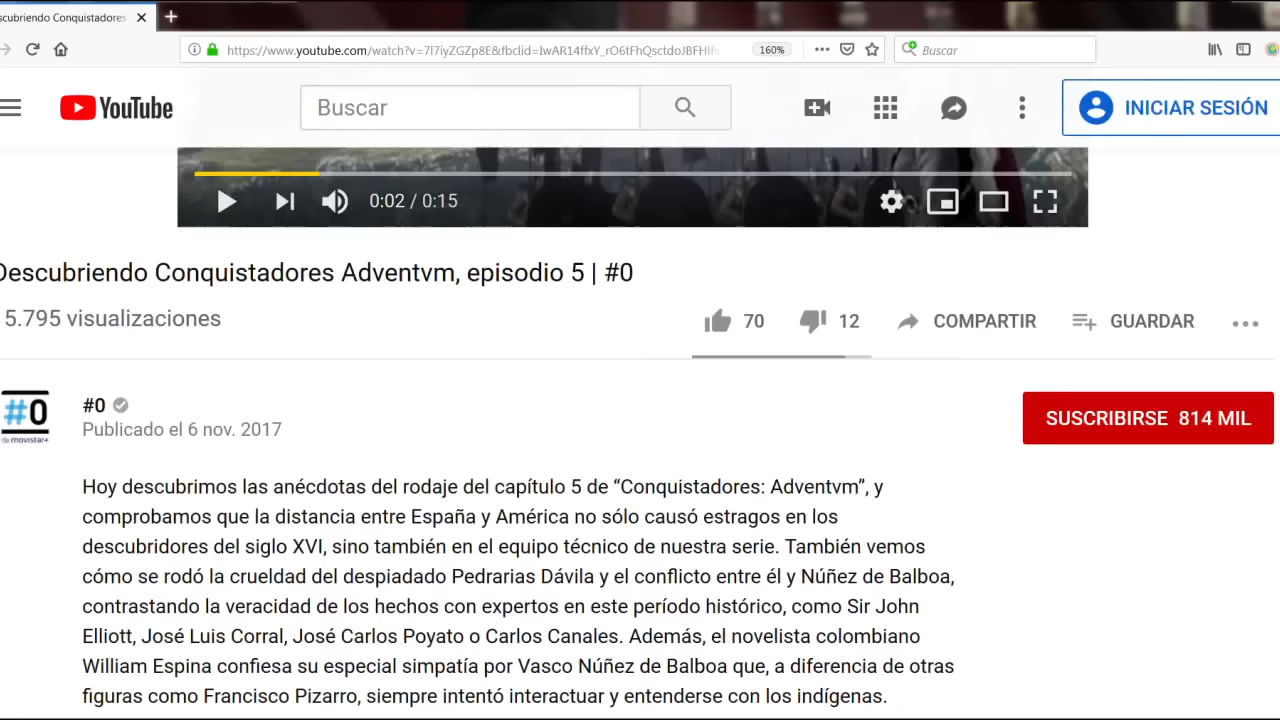 scubriendo Conquistadores
https://www.youtube.com/watch?v=7l7iyZGZp8E&fbclid=IwAR14ffxY_rO6tFhQsctdoJBFHlf
160%
Buscar
YouTube
Buscar
INICIAR SESIÓN
0:02 / 0:15
Descubriendo Conquistadores Adventvm, episodio 5 | #0
5.795 visualizaciones
70
12
COMPARTIR
GUARDAR
#0
de movistar+
#0
Publicado el 6 nov. 2017
SUSCRIBIRSE 814 MIL
Hoy descubrimos las anécdotas del rodaje del capítulo 5 de “Conquistadores: Adventvm”, y
comprobamos que la distancia entre España y América no sólo causó estragos en los
descubridores del siglo XVI, sino también en el equipo técnico de nuestra serie. También vemos
cómo se rodó la crueldad del despiadado Pedrarias Dávila y el conflicto entre él y Núñez de Balboa,
contrastando la veracidad de los hechos con expertos en este período histórico, como Sir John
Elliott, José Luis Corral, José Carlos Poyato o Carlos Canales. Además, el novelista colombiano
William Espina confiesa su especial simpatía por Vasco Núñez de Balboa que, a diferencia de otras
figuras como Francisco Pizarro, siempre intentó interactuar y entenderse con los indígenas.